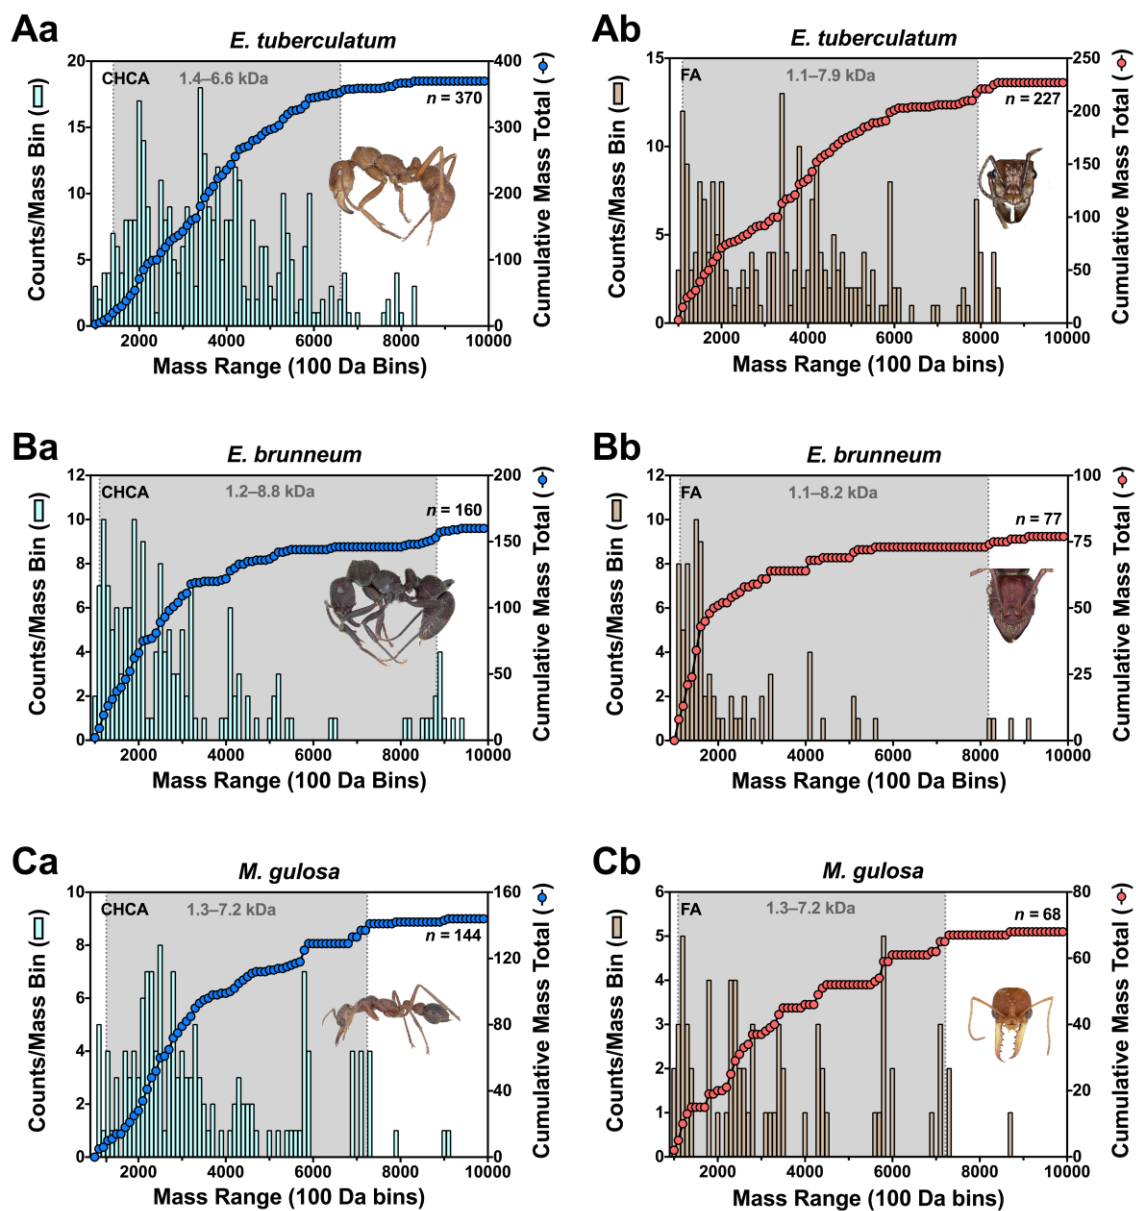 Aa
E. tuberculatum
CHCA
1.4–6.6 kDa
n = 370
Counts/Mass Bin ( )
20
15
10
5
0
Cumulative Mass Total ( )
400
300
200
100
0
2000 4000 6000 8000 10000
Mass Range (100 Da Bins)
Ab
E. tuberculatum
FA
1.1–7.9 kDa
n = 227
Counts/Mass Bin ( )
15
10
5
0
Cumulative Mass Total ( )
250
200
150
100
50
0
2000 4000 6000 8000 10000
Mass Range (100 Da bins)
Ba
E. brunneum
CHCA
1.2–8.8 kDa
n = 160
Counts/Mass Bin ( )
12
10
8
6
4
2
0
Cumulative Mass Total ( )
200
150
100
50
0
2000 4000 6000 8000 10000
Mass Range (100 Da Bins)
Bb
E. brunneum
FA
1.1–8.2 kDa
n = 77
Counts/Mass Bin ( )
12
10
8
6
4
2
0
Cumulative Mass Total ( )
100
75
50
25
0
2000 4000 6000 8000 10000
Mass Range (100 Da Bins)
Ca
M. gulosa
CHCA
1.3–7.2 kDa
n = 144
Counts/Mass Bin ( )
10
8
6
4
2
0
Cumulative Mass Total ( )
160
120
80
40
0
2000 4000 6000 8000 10000
Mass Range (100 Da bins)
Cb
M. gulosa
FA
1.3–7.2 kDa
n = 68
Counts/Mass Bin ( )
6
5
4
3
2
1
0
Cumulative Mass Total ( )
80
60
40
20
0
2000 4000 6000 8000 10000
Mass Range (100 Da bins)